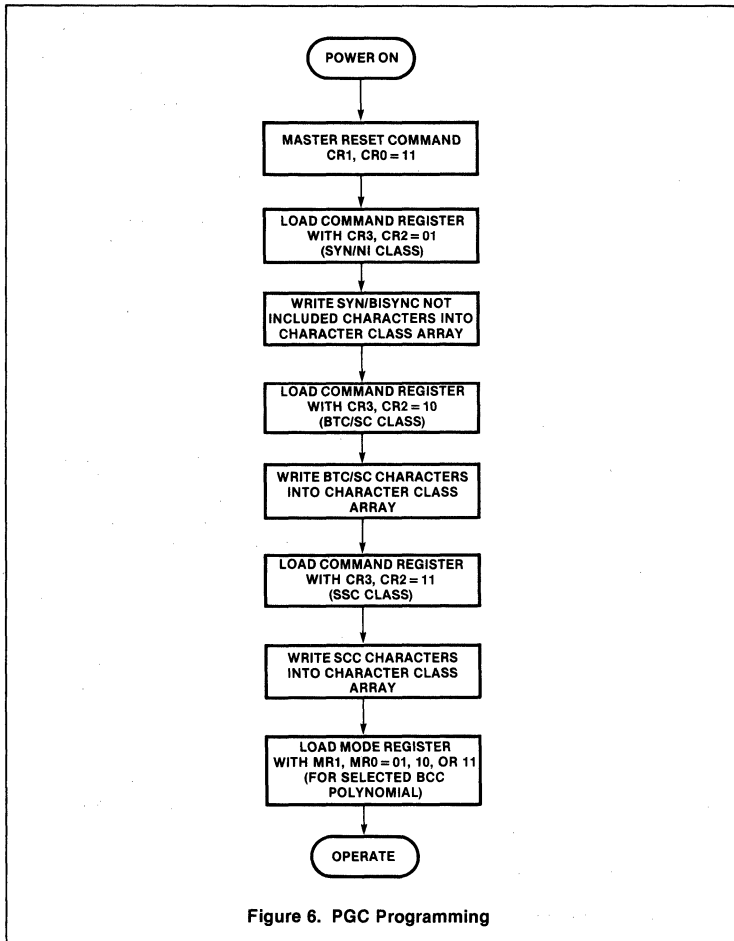 POWER ON
MASTER RESET COMMAND
CR1, CR0 = 11
LOAD COMMAND REGISTER
WITH CR3, CR2 = 01
(SYN/NI CLASS)
WRITE SYN/BISYNC NOT
INCLUDED CHARACTERS INTO
CHARACTER CLASS ARRAY
LOAD COMMAND REGISTER
WITH CR3, CR2 = 10
(BTC/SC CLASS)
WRITE BTC/SC CHARACTERS
INTO CHARACTER CLASS
ARRAY
LOAD COMMAND REGISTER
WITH CR3, CR2 = 11
(SSC CLASS)
WRITE SCC CHARACTERS
INTO CHARACTER CLASS
ARRAY
LOAD MODE REGISTER
WITH MR1, MR0 = 01, 10, OR 11
(FOR SELECTED BCC
POLYNOMIAL)
OPERATE
Figure 6. PGC Programming